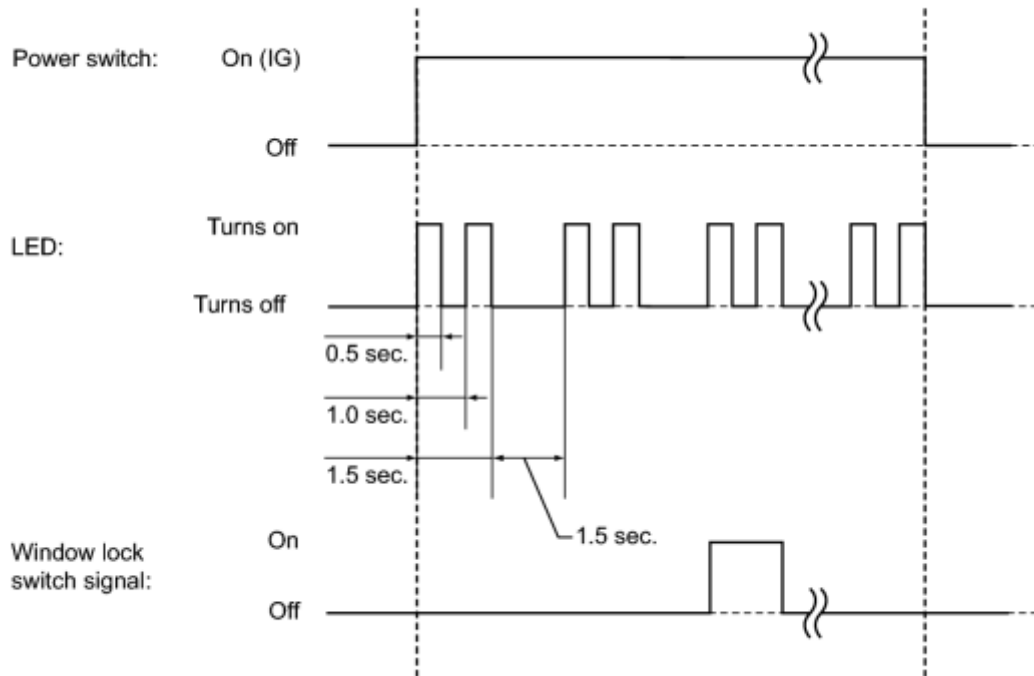 Power switch: On (IG)
Off
Turns on
LED:
Turns off
0.5 sec.
1.0 sec.
1.5 sec.
1.5 sec.
On
Window lock
switch signal:
Off